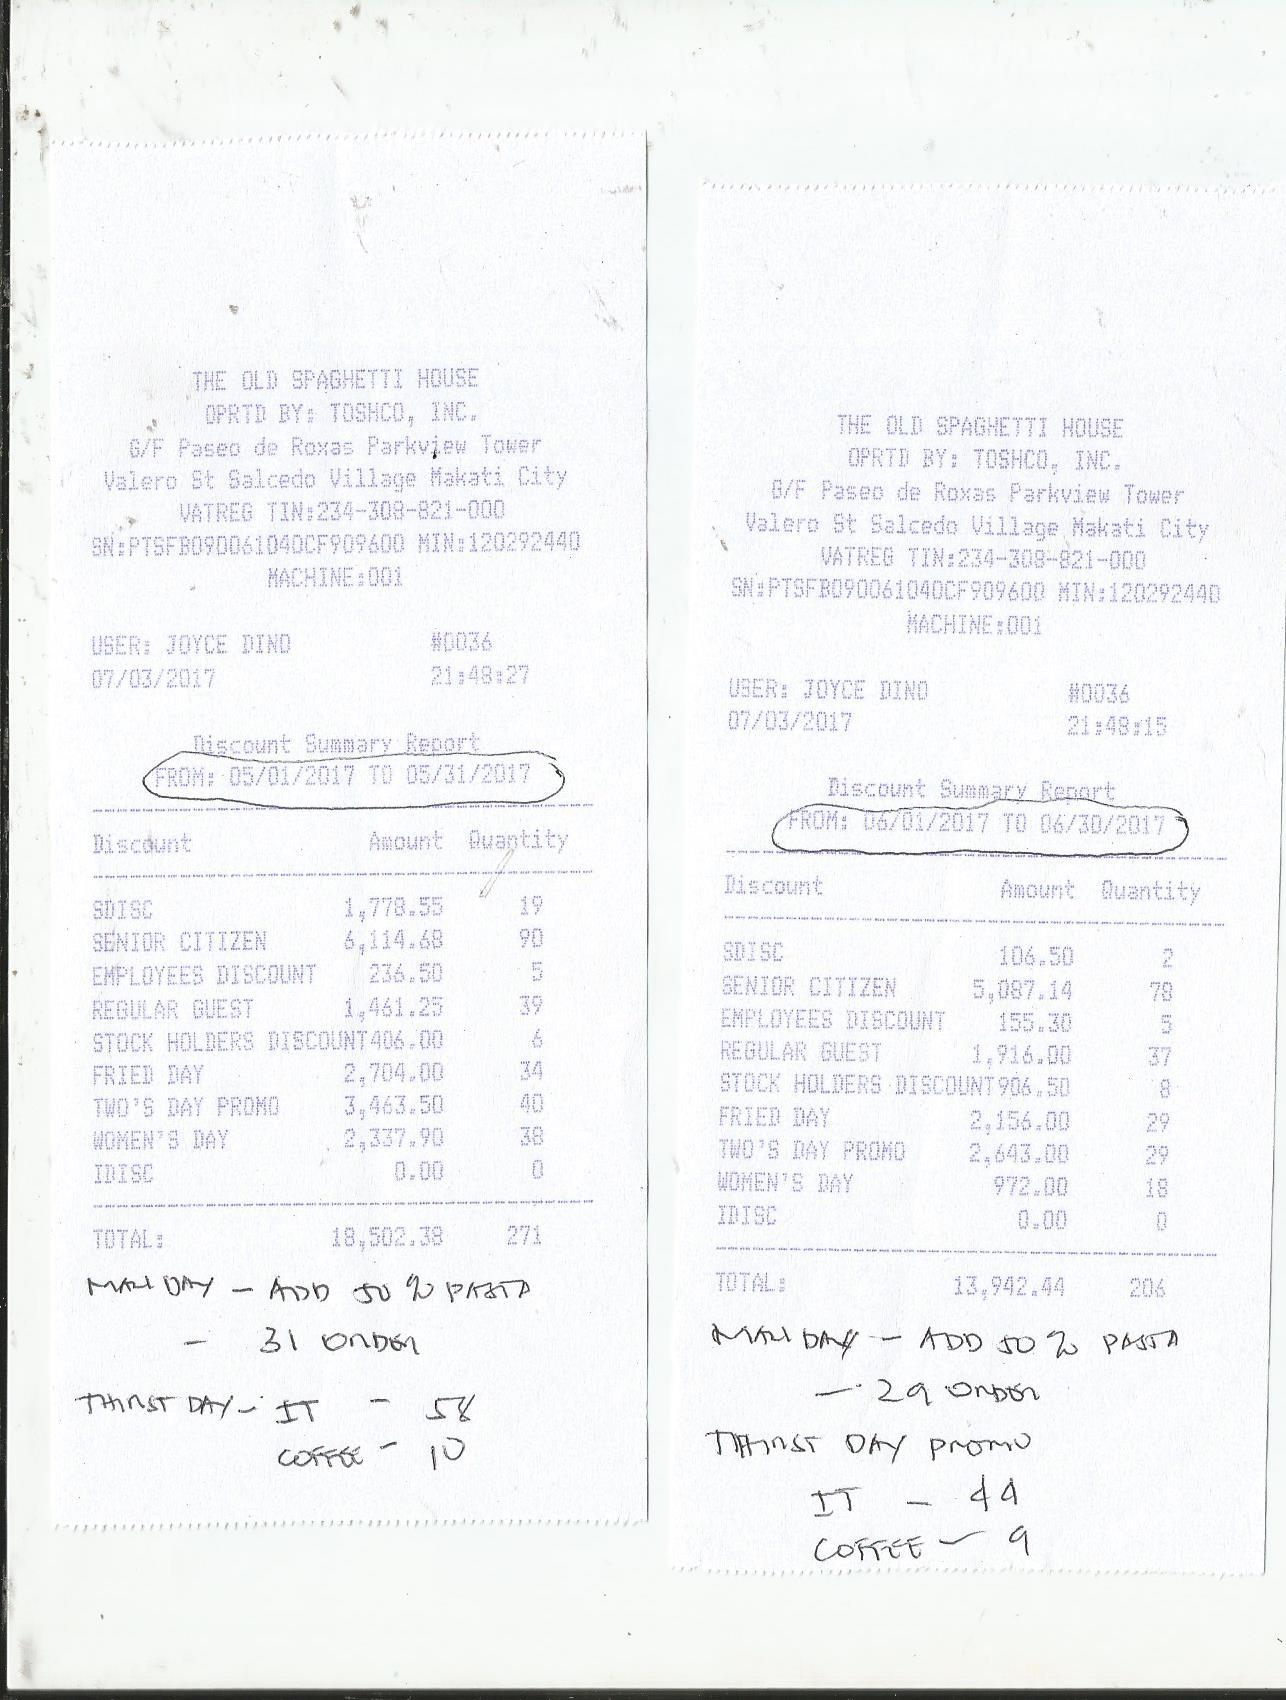 THE OLD SPAGHETTI HOUSE
OPRTD BY: TOSHCO, INC.
G/F Paseo de Roxas Parkview Tower
Valero St Salcedo Village Makati City
VATREG TIN:234-308-821-000
SN:PTSFB090061040CF909600 MIN:120292440
MACHINE:001
USER: JOYCE DINO #0036
07/03/2017 21:48:27
Discount Summary Report
FROM: 05/01/2017 TO 05/31/2017
Discount Amount Quantity
SDISC 1,778.55 19
SENIOR CITIZEN 6,114.68 90
EMPLOYEES DISCOUNT 236.50 5
REGULAR GUEST 1,461.25 39
STOCK HOLDERS DISCOUNT406.00 6
FRIED DAY 2,704.00 34
TWO'S DAY PROMO 3,463.50 40
WOMEN'S DAY 2,337.90 38
IDISC 0.00 0
TOTAL: 18,502.38 271
MANDAY - ADD 50% PASTA
- 31 ORDER
THIRST DAY - IT - 58
COFFEE - 10
THE OLD SPAGHETTI HOUSE
OPRTD BY: TOSHCO, INC.
G/F Paseo de Roxas Parkview Tower
Valero St Salcedo Village Makati City
VATREG TIN:234-308-821-000
SN:PTSFB090061040CF909600 MIN:120292440
MACHINE:001
USER: JOYCE DINO #0036
07/03/2017 21:48:15
Discount Summary Report
FROM: 06/01/2017 TO 06/30/2017
Discount Amount Quantity
SDISC 106.50 2
SENIOR CITIZEN 5,087.14 78
EMPLOYEES DISCOUNT 155.30 5
REGULAR GUEST 1,916.00 37
STOCK HOLDERS DISCOUNT906.50 8
FRIED DAY 2,156.00 29
TWO'S DAY PROMO 2,643.00 29
WOMEN'S DAY 972.00 18
IDISC 0.00 0
TOTAL: 13,942.44 206
MANDAY - ADD 50% PASTA
- 29 ORDER
THIRST DAY PROMO
IT - 49
COFFEE - 9